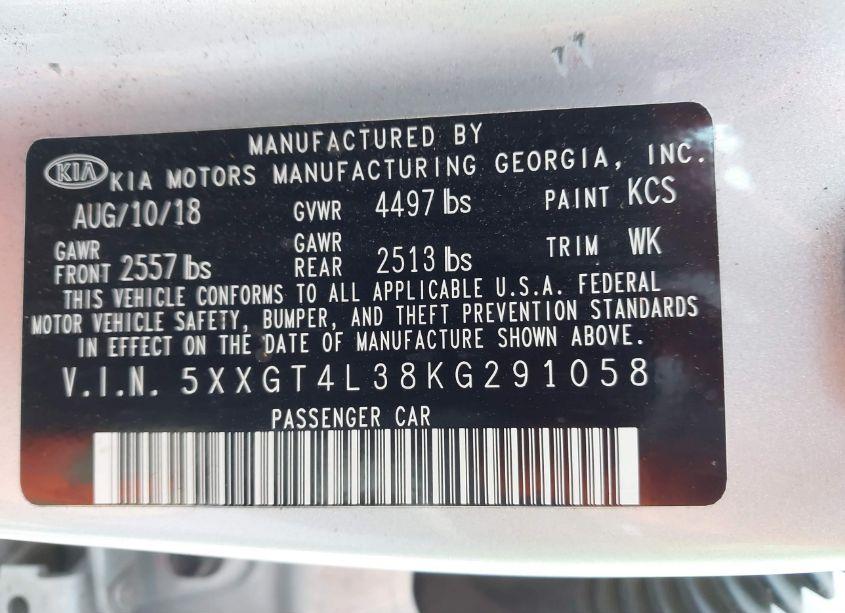 MANUFACTURED BY
KIA KIA MOTORS MANUFACTURING GEORGIA, INC.
AUG/10/18 GVWR 4497 lbs PAINT KCS
GAWR FRONT 2557 lbs GAWR REAR 2513 lbs TRIM WK
THIS VEHICLE CONFORMS TO ALL APPLICABLE U.S.A. FEDERAL
MOTOR VEHICLE SAFETY, BUMPER, AND THEFT PREVENTION STANDARDS
IN EFFECT ON THE DATE OF MANUFACTURE SHOWN ABOVE.
V.I.N. 5XXGT4L38KG291058
PASSENGER CAR